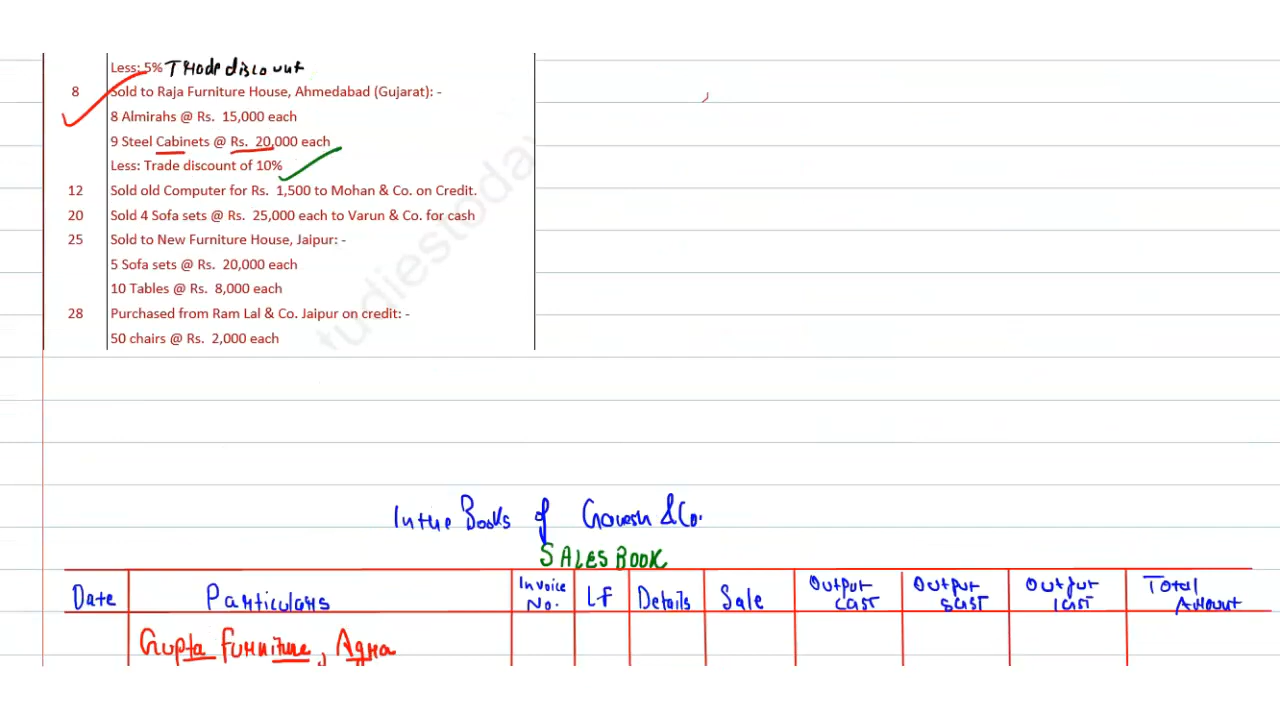 Less: 5% Trade discount
8 Sold to Raja Furniture House, Ahmedabad (Gujarat): -
8 Almirahs @ Rs. 15,000 each
9 Steel Cabinets @ Rs. 20,000 each
Less: Trade discount of 10%
12 Sold old Computer for Rs. 1,500 to Mohan & Co. on Credit.
20 Sold 4 Sofa sets @ Rs. 25,000 each to Varun & Co. for cash
25 Sold to New Furniture House, Jaipur: -
5 Sofa sets @ Rs. 20,000 each
10 Tables @ Rs. 8,000 each
28 Purchased from Ram Lal & Co. Jaipur on credit: -
50 chairs @ Rs. 2,000 each
tudiestoday
In the Books of & Co.
SALES BOOK
Date Particulars Invoice No. LF Details Sale Output CGST Output SGST Output IGST Total Amount
Gupta Furniture, Agra